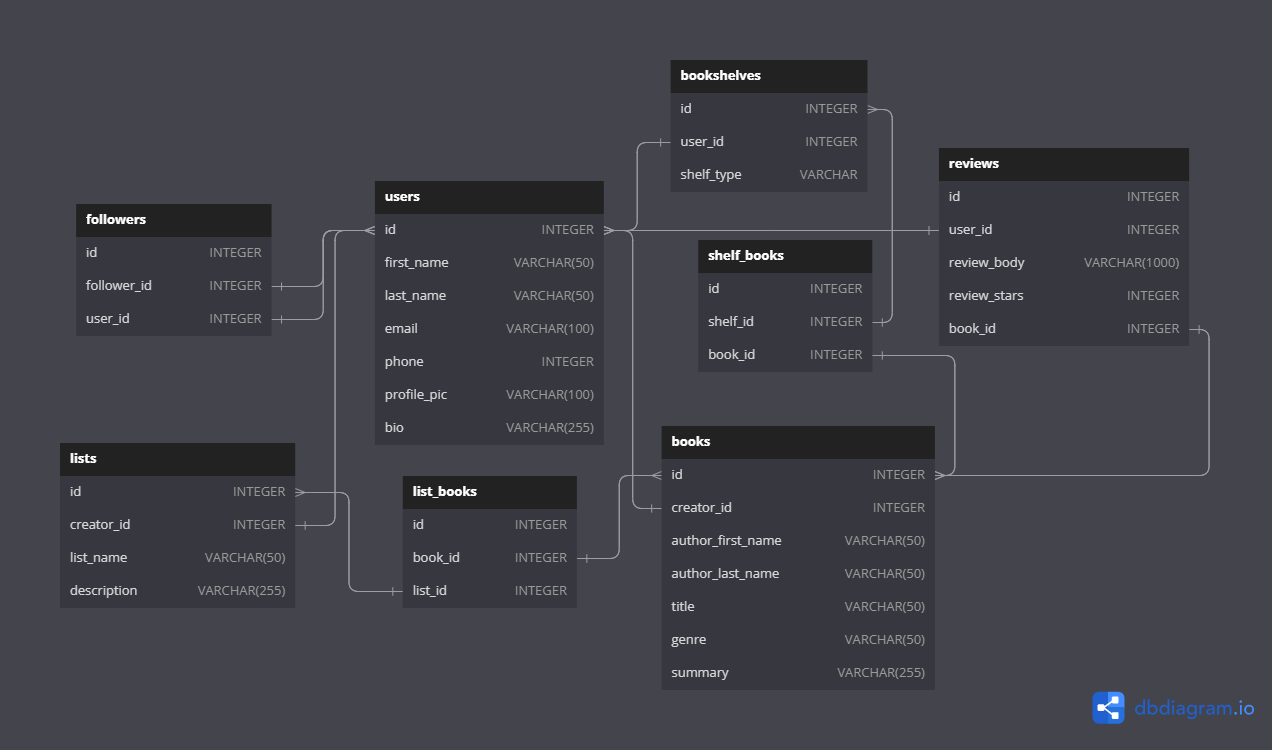 bookshelves
id INTEGER
user_id INTEGER
shelf_type VARCHAR
reviews
id INTEGER
user_id INTEGER
review_body VARCHAR(1000)
review_stars INTEGER
book_id INTEGER
users
id INTEGER
first_name VARCHAR(50)
last_name VARCHAR(50)
email VARCHAR(100)
phone INTEGER
profile_pic VARCHAR(100)
bio VARCHAR(255)
followers
id INTEGER
follower_id INTEGER
user_id INTEGER
shelf_books
id INTEGER
shelf_id INTEGER
book_id INTEGER
books
id INTEGER
creator_id INTEGER
author_first_name VARCHAR(50)
author_last_name VARCHAR(50)
title VARCHAR(50)
genre VARCHAR(50)
summary VARCHAR(255)
lists
id INTEGER
creator_id INTEGER
list_name VARCHAR(50)
description VARCHAR(255)
list_books
id INTEGER
book_id INTEGER
list_id INTEGER
dbdiagram.io